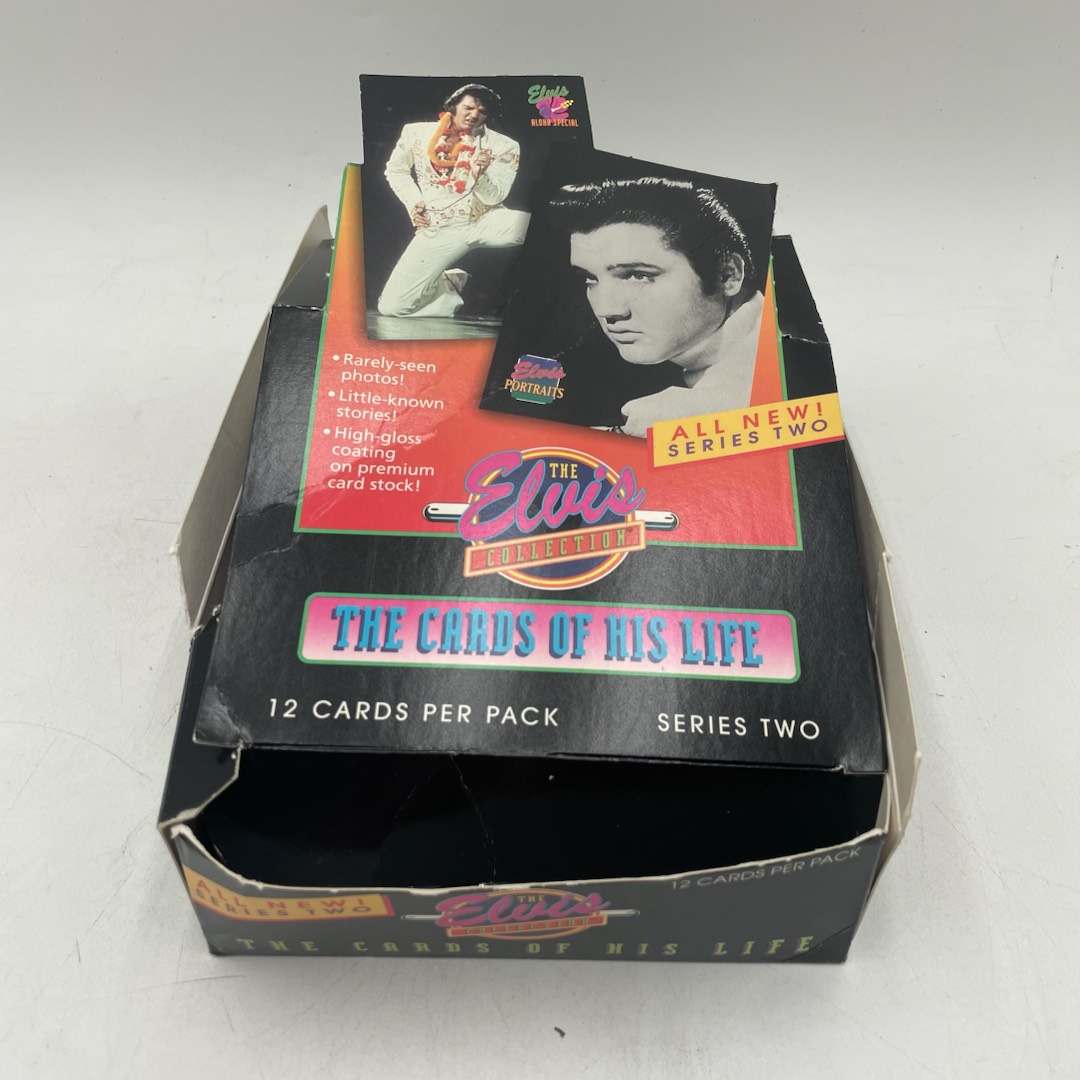 Elvis
ALOHA SPECIAL
Elvis
PORTRAITS
• Rarely-seen
photos!
• Little-known
stories!
• High-gloss
coating
on premium
card stock!
ALL NEW!
SERIES TWO
THE
Elvis
COLLECTION
THE CARDS OF HIS LIFE
12 CARDS PER PACK
SERIES TWO
12 CARDS PER PACK
ALL NEW!
SERIES TWO
THE
Elvis
COLLECTION
THE CARDS OF HIS LIFE